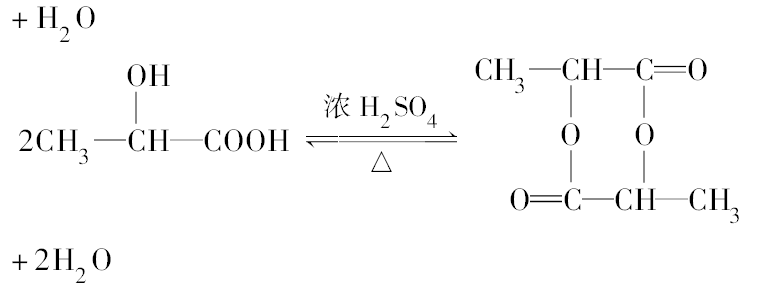 +H₂O
OH
2CH₃—CH—COOH
浓 H₂SO₄
△
CH₃—CH—C=O
O O
O=C—CH—CH₃
+2H₂O